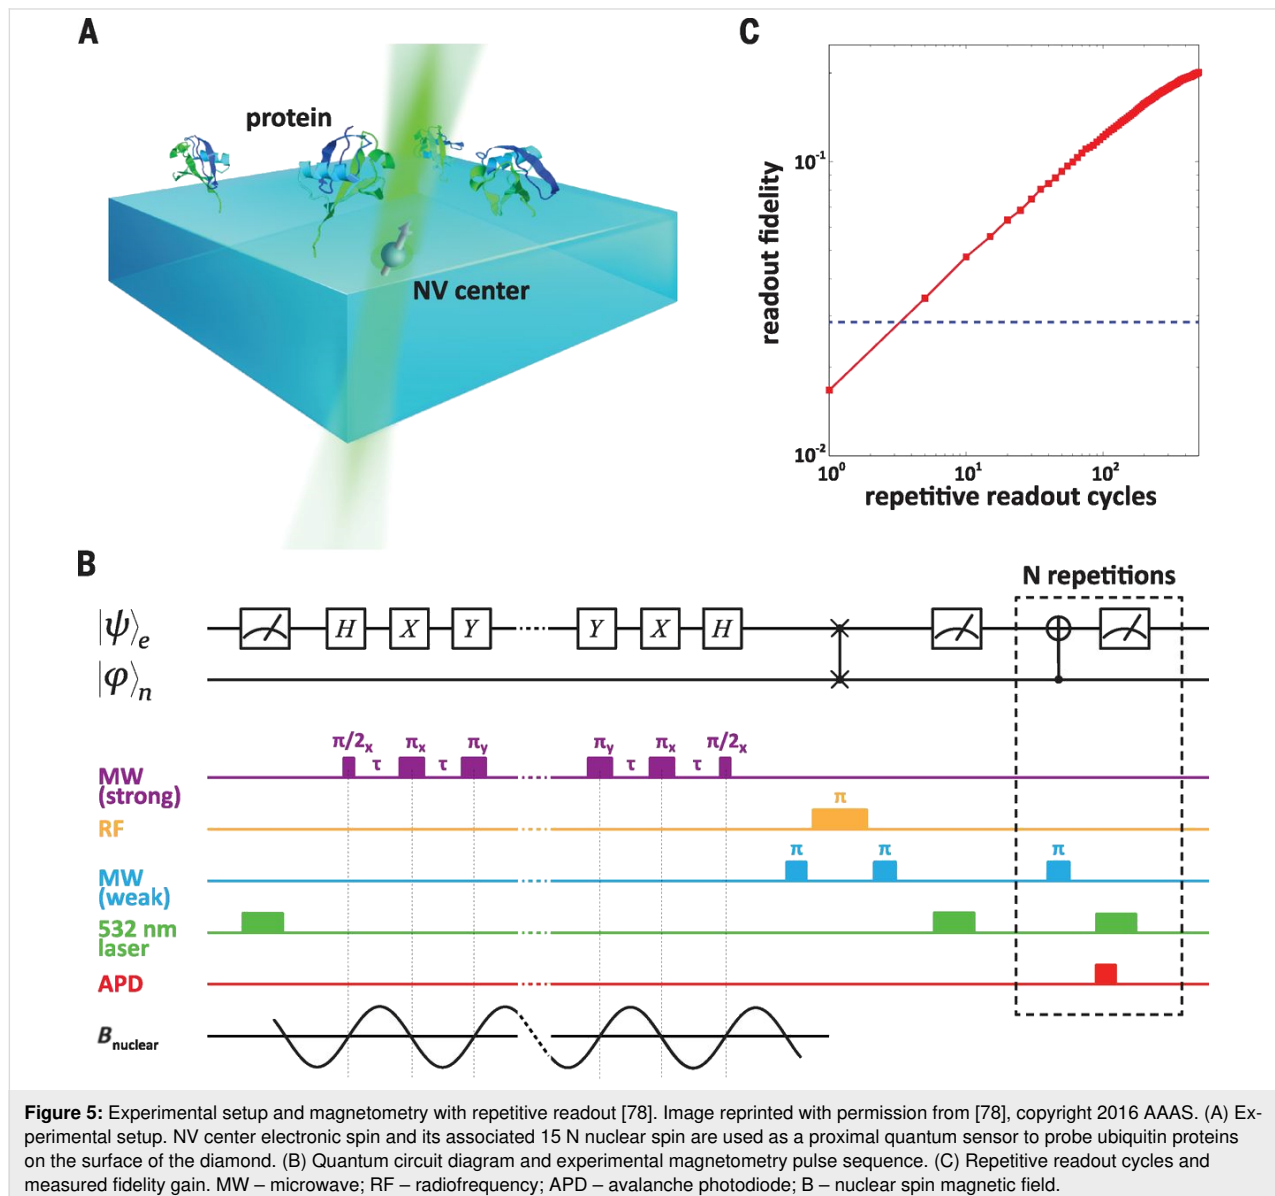 A
protein
NV center
C
readout fidelity
10⁻¹
10⁻²
10⁰ 10¹ 10²
repetitive readout cycles
B
N repetitions
|ψ⟩e H X Y Y X H
|φ⟩n
π/2x τ πx τ πy πy τ πx τ π/2x
MW
(strong)
π
RF
π π π
MW
(weak)
532 nm
laser
APD
Bnuclear
Figure 5: Experimental setup and magnetometry with repetitive readout [78]. Image reprinted with permission from [78], copyright 2016 AAAS. (A) Ex-
perimental setup. NV center electronic spin and its associated 15 N nuclear spin are used as a proximal quantum sensor to probe ubiquitin proteins
on the surface of the diamond. (B) Quantum circuit diagram and experimental magnetometry pulse sequence. (C) Repetitive readout cycles and
measured fidelity gain. MW – microwave; RF – radiofrequency; APD – avalanche photodiode; B – nuclear spin magnetic field.